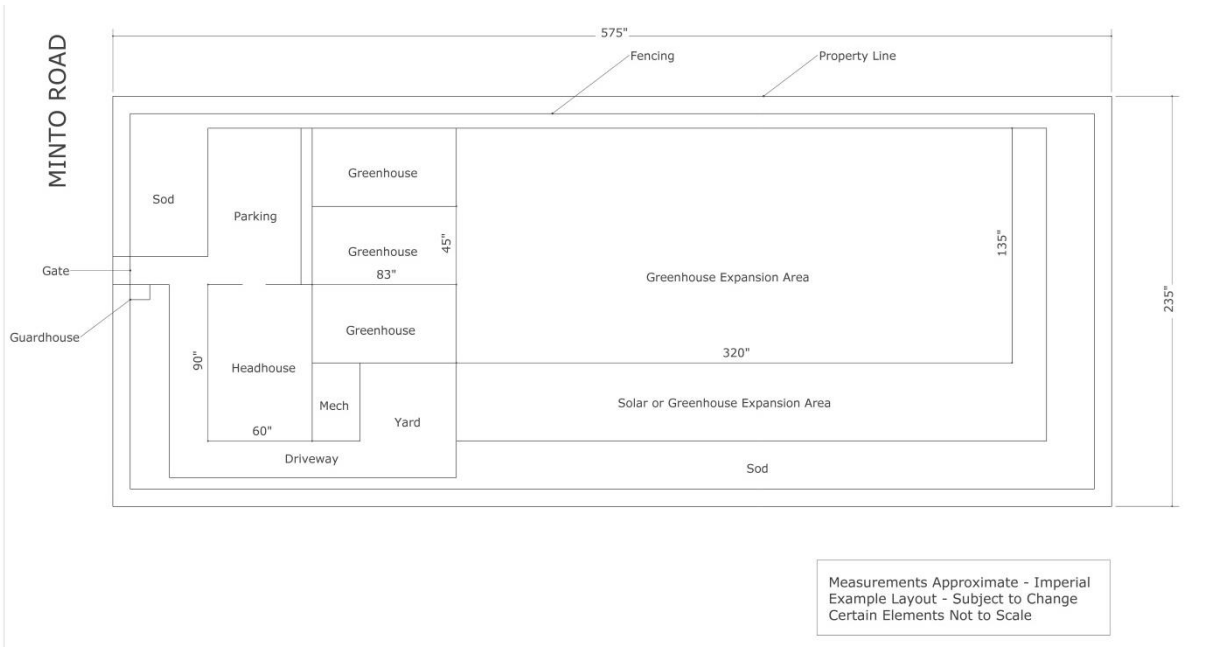 575"
MINTO ROAD
Fencing
Property Line
Greenhouse
Sod
Parking
45"
135"
Greenhouse
Gate
83"
Greenhouse Expansion Area
235"
Guardhouse
Greenhouse
90"
320"
Headhouse
Mech
Solar or Greenhouse Expansion Area
Yard
60"
Driveway
Sod
Measurements Approximate - Imperial
Example Layout - Subject to Change
Certain Elements Not to Scale